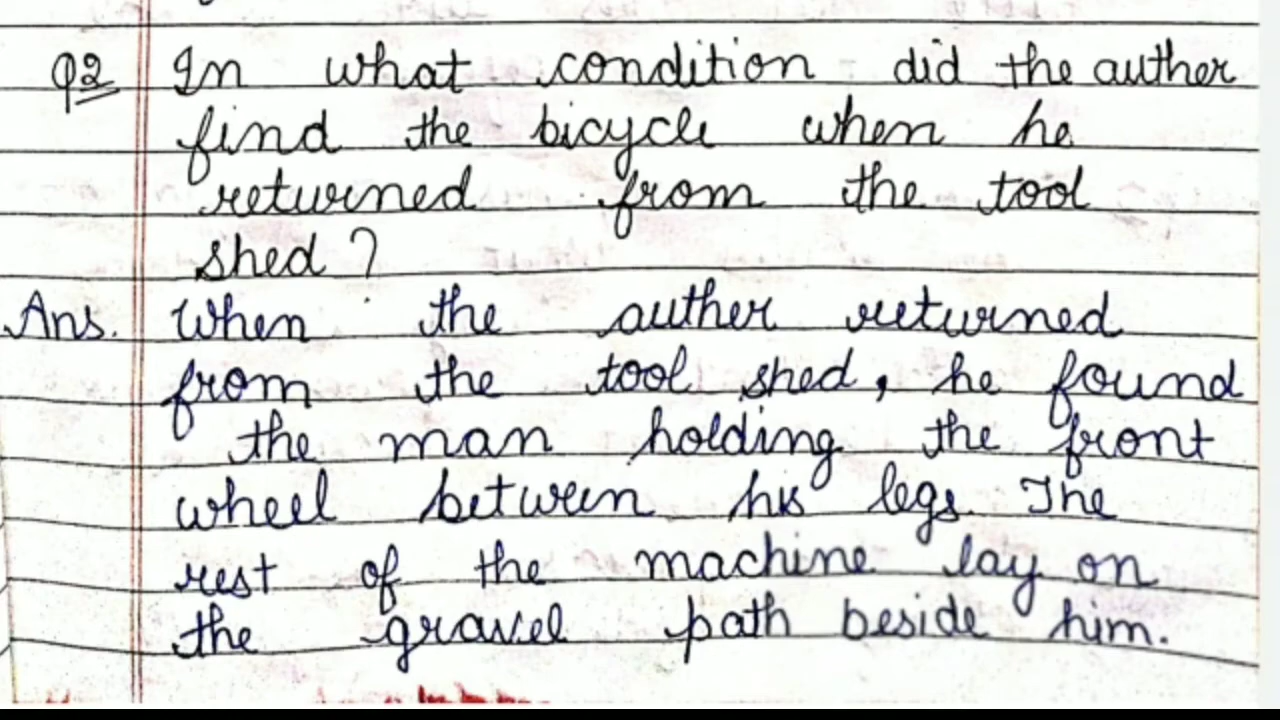 Q2 In what condition did the auther
find the bicycle when he
returned from the tool
shed?
Ans. When the auther returned
from the tool shed, he found
the man holding the front
wheel between his legs. The
rest of the machine lay on
the gravel path beside him.